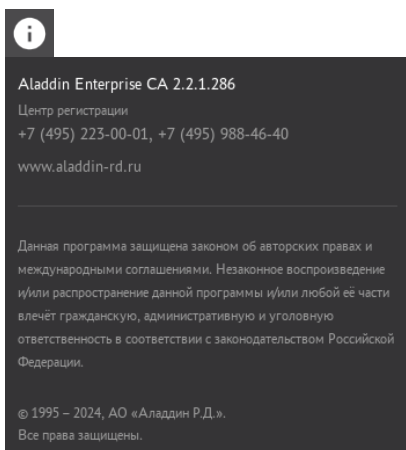 Aladdin Enterprise CA 2.2.1.286
Центр регистрации
+7 (495) 223-00-01, +7 (495) 988-46-40
www.aladdin-rd.ru
Данная программа защищена законом об авторских правах и
международными соглашениями. Незаконное воспроизведение
и/или распространение данной программы и/или любой её части
влечёт гражданскую, административную и уголовную
ответственность в соответствии с законодательством Российской
Федерации.
© 1995 – 2024, АО «Аладдин Р.Д.».
Все права защищены.